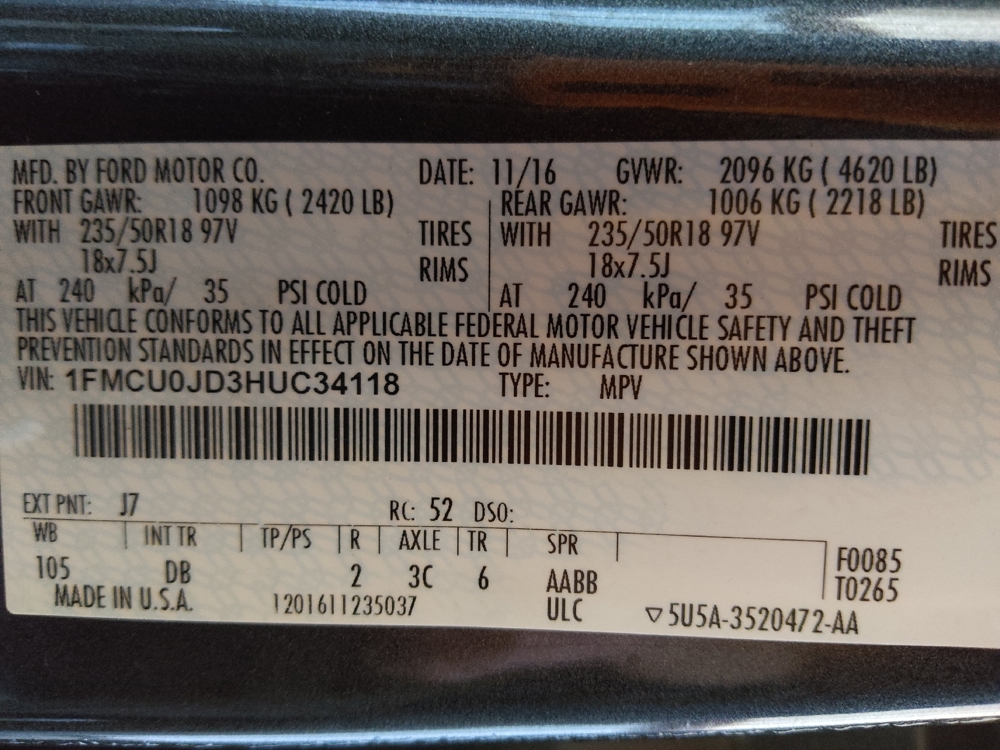 MFD. BY FORD MOTOR CO. DATE: 11/16 GVWR: 2096 KG ( 4620 LB)
FRONT GAWR: 1098 KG ( 2420 LB) REAR GAWR: 1006 KG ( 2218 LB)
WITH 235/50R18 97V TIRES WITH 235/50R18 97V TIRES
18x7.5J RIMS 18x7.5J RIMS
AT 240 kPa/ 35 PSI COLD AT 240 kPa/ 35 PSI COLD
THIS VEHICLE CONFORMS TO ALL APPLICABLE FEDERAL MOTOR VEHICLE SAFETY AND THEFT
PREVENTION STANDARDS IN EFFECT ON THE DATE OF MANUFACTURE SHOWN ABOVE.
VIN: 1FMCU0JD3HUC34118 TYPE: MPV
EXT PNT: J7 RC: 52 DSO:
WB INT TR TP/PS R AXLE TR SPR
105 DB 2 3C 6 AABB
F0085
T0265
MADE IN U.S.A. 1201611235037 ULC ▽5U5A-3520472-AA